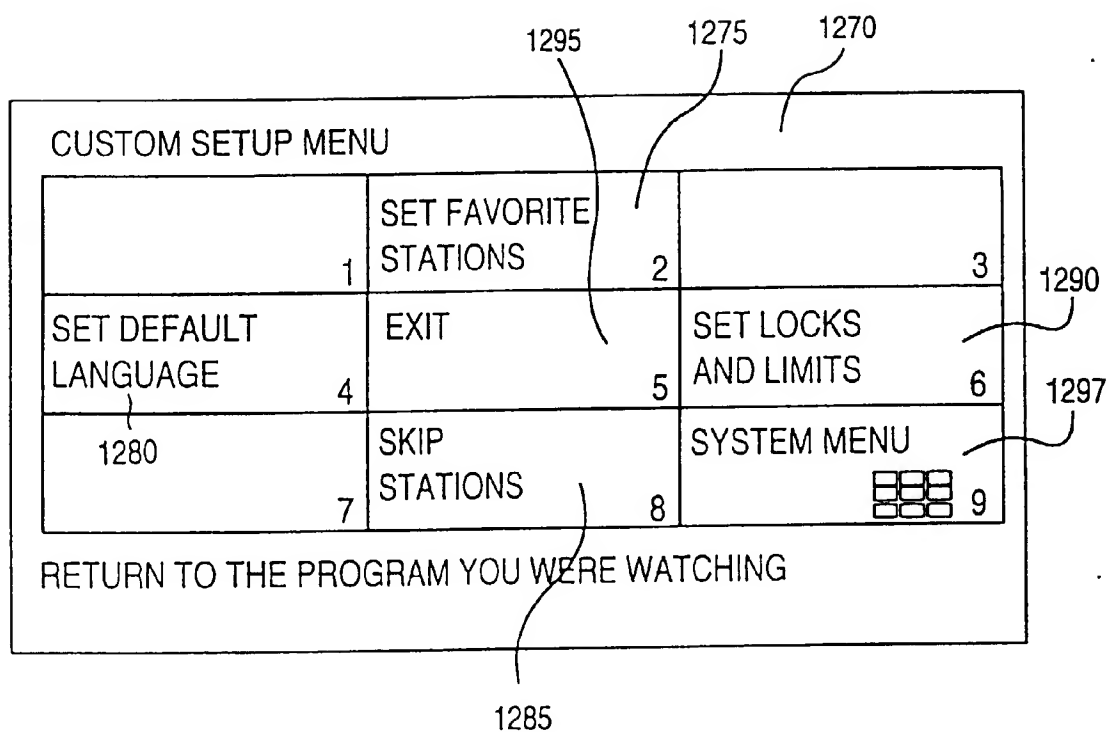 1295 1275 1270
CUSTOM SETUP MENU
1
SET FAVORITE
STATIONS 2
3
1290
SET DEFAULT
LANGUAGE 4
EXIT
5
SET LOCKS
AND LIMITS 6
1297
1280
7
SKIP
STATIONS 8
SYSTEM MENU
9
RETURN TO THE PROGRAM YOU WERE WATCHING
1285